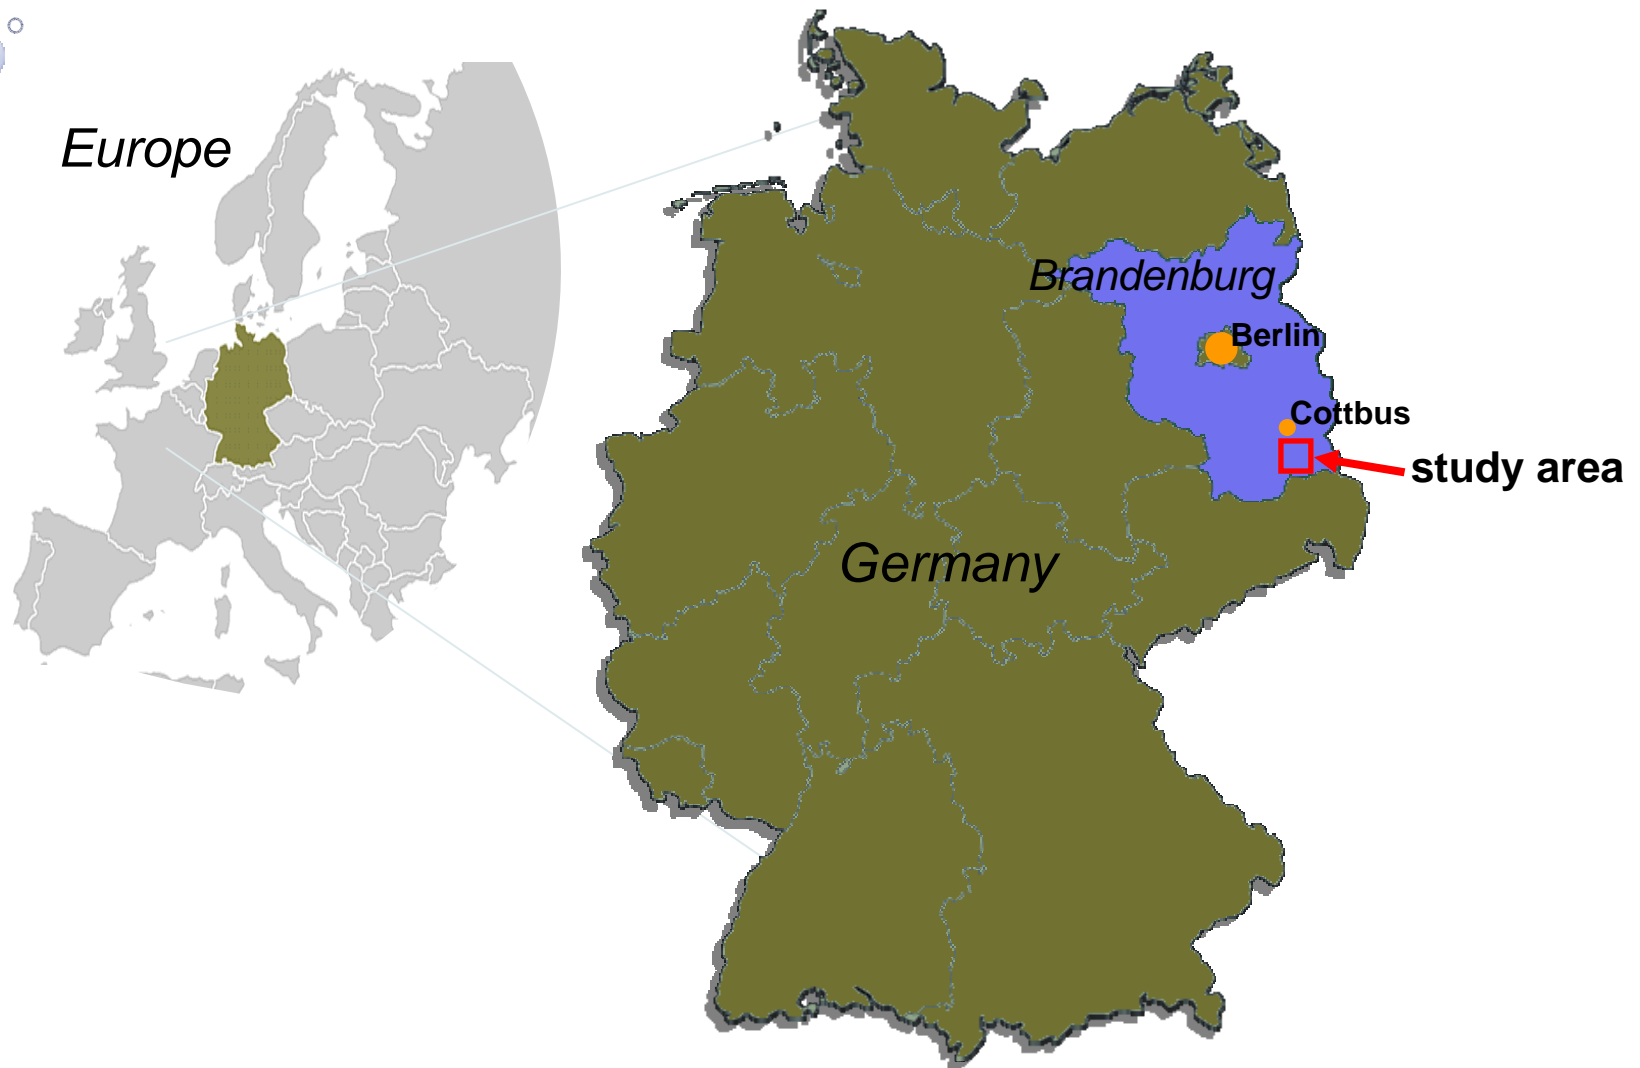 Europe
Brandenburg
Berlin
Cottbus
study area
Germany